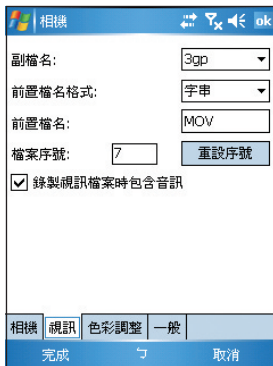 相機 ok
副檔名: 3gp
前置檔名格式: 字串
前置檔名: MOV
檔案序號: 7 重設序號
錄製視訊檔案時包含音訊
相機 視訊 色彩調整 一般
完成 ㄅ 取消